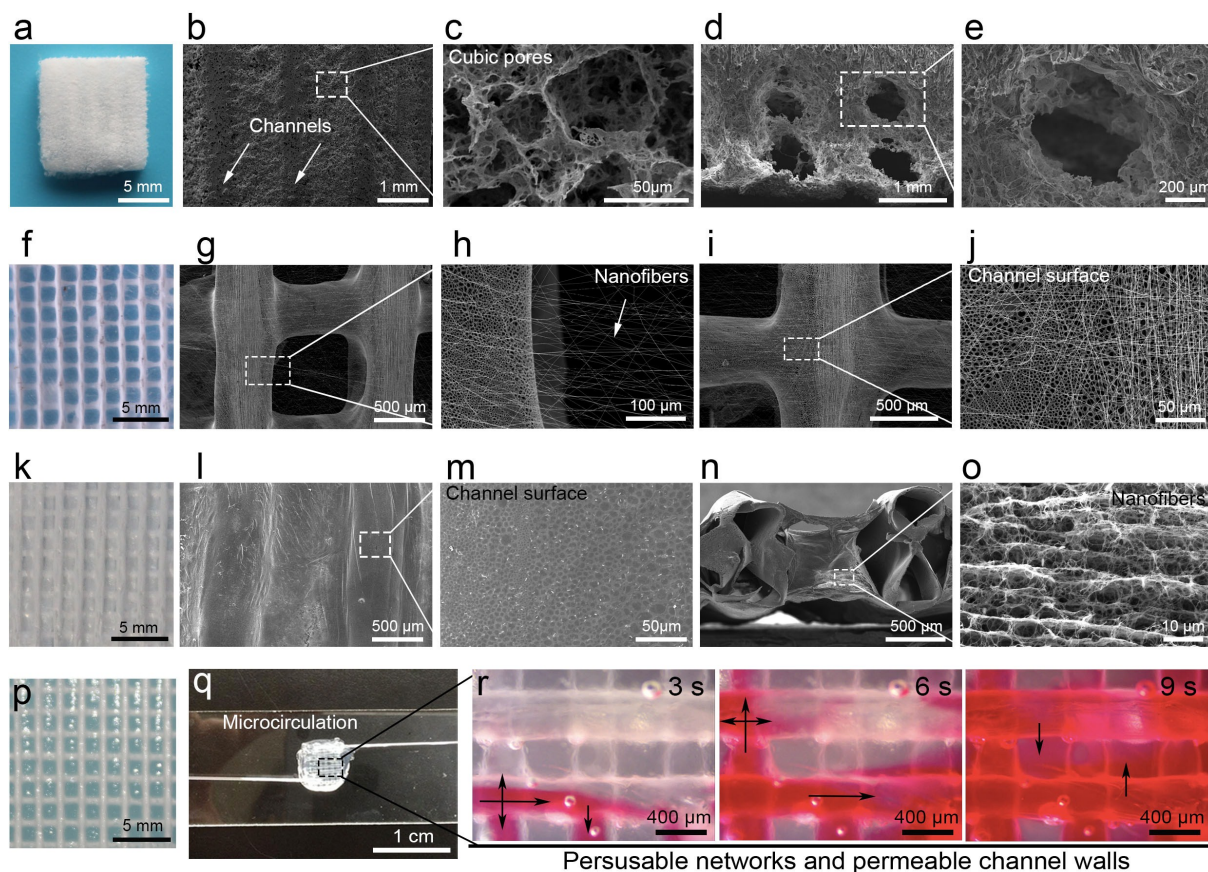 a
b
c
d
e
Cubic pores
Channels
5 mm
1 mm
50µm
1 mm
200 µm
f
g
h
i
j
Nanofibers
Channel surface
5 mm
500 µm
100 µm
500 µm
50 µm
k
l
m
n
o
Channel surface
Nanofibers
5 mm
500 µm
50µm
500 µm
10 µm
p
q
r
3 s
6 s
9 s
Microcirculation
5 mm
1 cm
400 µm
400 µm
400 µm
Persusable networks and permeable channel walls